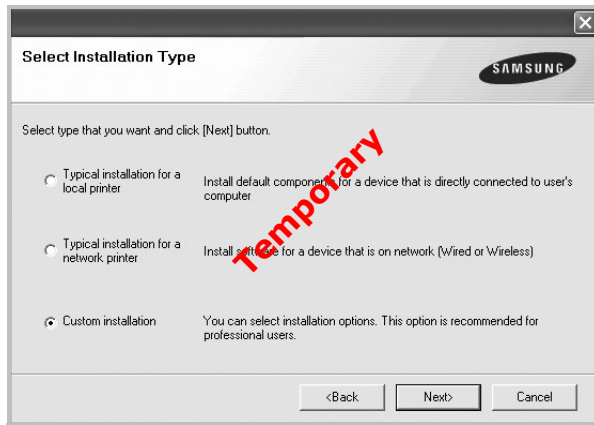 Select Installation Type
SAMSUNG
Select type that you want and click [Next] button.
Typical installation for a
local printer
Install default components for a device that is directly connected to user's
computer
Typical installation for a
network printer
Install software for a device that is on network (Wired or Wireless)
Custom installation
You can select installation options. This option is recommended for
professional users.
Temporary
<Back
Next>
Cancel